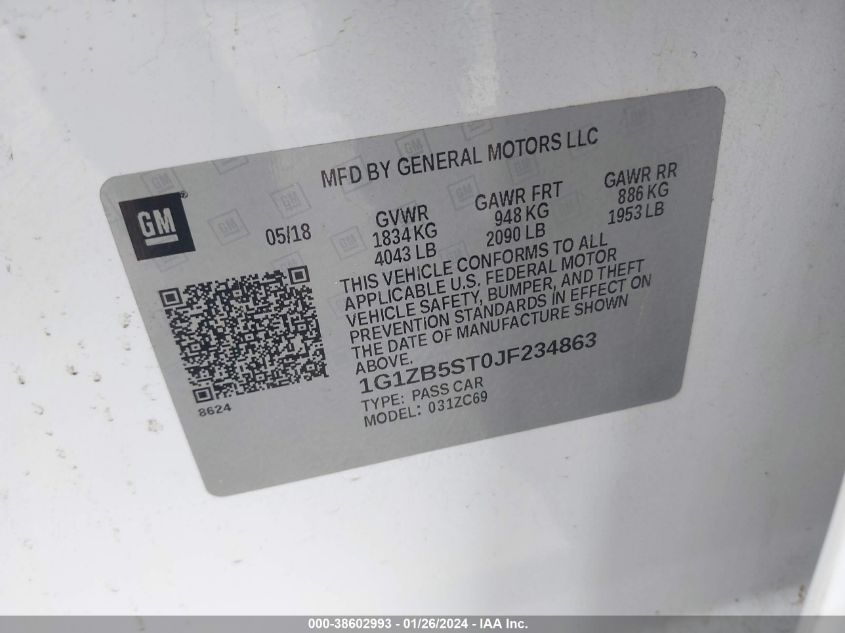 MFD BY GENERAL MOTORS LLC
GM®
05/18
GVWR
1834 KG
4043 LB
GAWR FRT
948 KG
2090 LB
GAWR RR
886 KG
1953 LB
THIS VEHICLE CONFORMS TO ALL
APPLICABLE U.S. FEDERAL MOTOR
VEHICLE SAFETY, BUMPER, AND THEFT
PREVENTION STANDARDS IN EFFECT ON
THE DATE OF MANUFACTURE SHOWN
ABOVE.
1G1ZB5ST0JF234863
TYPE: PASS CAR
MODEL: 031ZC69
8624
000-38602993 - 01/26/2024 - IAA Inc.